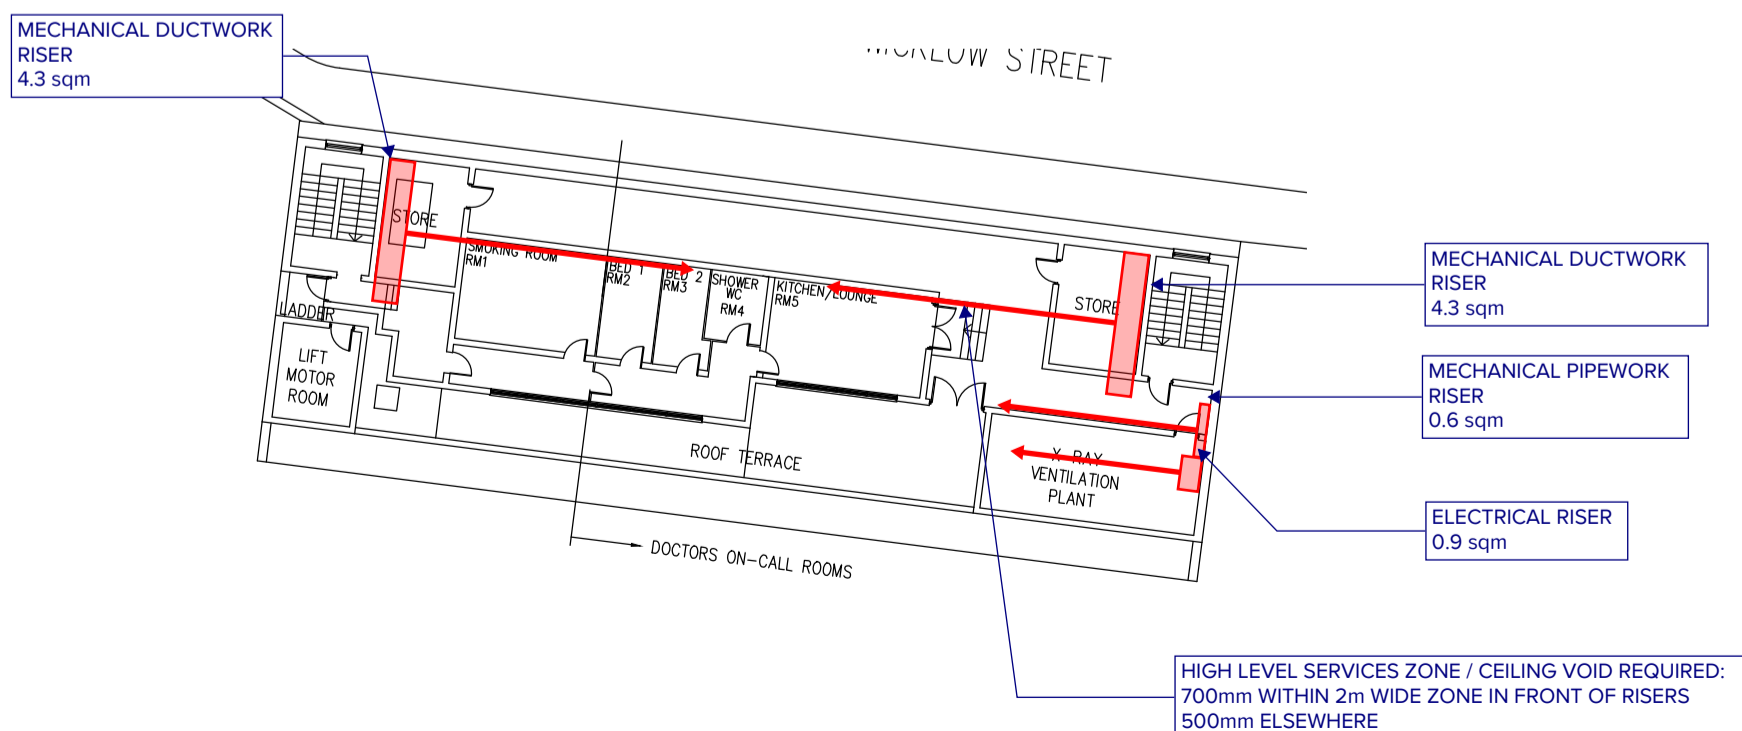 MECHANICAL DUCTWORK
RISER
4.3 sqm
WICKLOW STREET
STORE
SMOKING ROOM
RM1
BED 1
RM2
BED 2
RM3
SHOWER
WC
RM4
KITCHEN/LOUNGE
RM5
STORE
LADDER
LIFT
MOTOR
ROOM
ROOF TERRACE
X-RAY
VENTILATION
PLANT
DOCTORS ON-CALL ROOMS
MECHANICAL DUCTWORK
RISER
4.3 sqm
MECHANICAL PIPEWORK
RISER
0.6 sqm
ELECTRICAL RISER
0.9 sqm
HIGH LEVEL SERVICES ZONE / CEILING VOID REQUIRED:
700mm WITHIN 2m WIDE ZONE IN FRONT OF RISERS
500mm ELSEWHERE